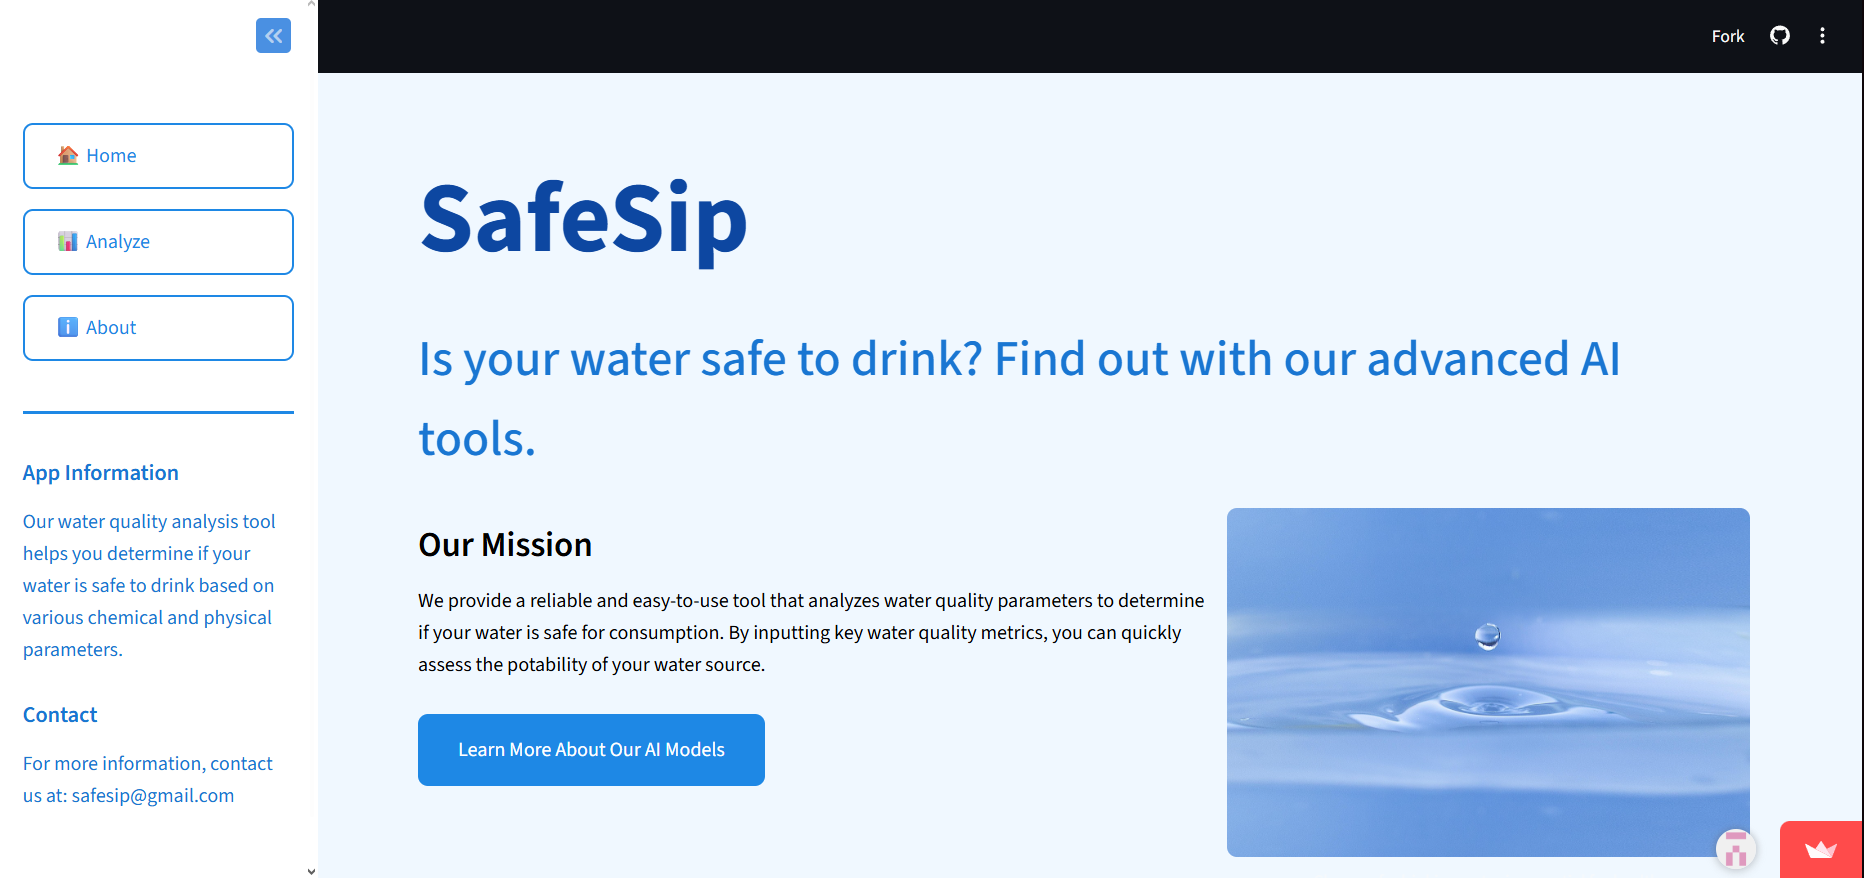 Fork
Home
Analyze
About
App Information
Our water quality analysis tool
helps you determine if your
water is safe to drink based on
various chemical and physical
parameters.
Contact
For more information, contact
us at: safesip@gmail.com
SafeSip
Is your water safe to drink? Find out with our advanced AI
tools.
Our Mission
We provide a reliable and easy-to-use tool that analyzes water quality parameters to determine
if your water is safe for consumption. By inputting key water quality metrics, you can quickly
assess the potability of your water source.
Learn More About Our AI Models